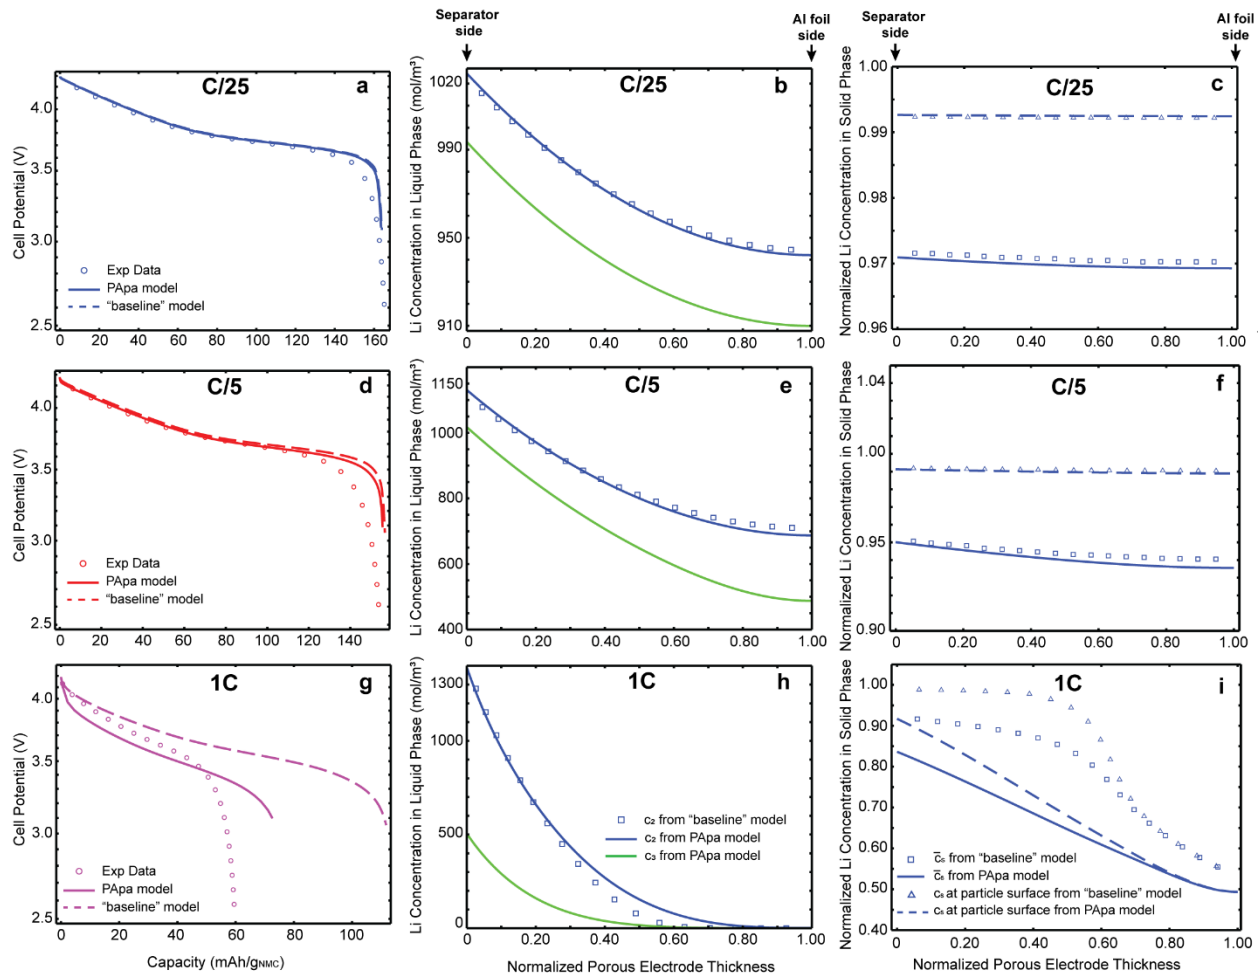 Separator side
Al foil side
Separator side
Al foil side
C/25
a
Cell Potential (V)
4.0
3.5
3.0
2.5
Exp Data
PApa model
"baseline" model
0 20 40 60 80 100 120 140 160
C/25
b
Li Concentration in Liquid Phase (mol/m³)
1020
990
950
910
0.00 0.20 0.40 0.60 0.80 1.00
C/25
c
Normalized Li Concentration in Solid Phase
1.00
0.99
0.98
0.97
0.96
0.00 0.20 0.40 0.60 0.80 1.00
C/5
d
Cell Potential (V)
4.0
3.5
3.0
2.5
Exp Data
PApa model
"baseline" model
0 20 40 60 80 100 120 140
C/5
e
Li Concentration in Liquid Phase (mol/m³)
1150
1000
900
800
700
600
500
400
0.00 0.20 0.40 0.60 0.80 1.00
C/5
f
Normalized Li Concentration in Solid Phase
1.04
1.00
0.95
0.90
0.00 0.20 0.40 0.60 0.80 1.00
1C
g
Cell Potential (V)
4.0
3.5
3.0
2.5
Exp Data
PApa model
"baseline" model
0 20 40 60 80 100
Capacity (mAh/gNMC)
1C
h
Li Concentration in Liquid Phase (mol/m³)
1300
1000
500
0
c₂ from "baseline" model
c₂ from PApa model
c₃ from PApa model
0.00 0.20 0.40 0.60 0.80 1.00
Normalized Porous Electrode Thickness
1C
i
Normalized Li Concentration in Solid Phase
1.00
0.90
0.80
0.70
0.60
0.50
0.40
c̅ₛ from "baseline" model
c̅ₛ from PApa model
cₛ at particle surface from "baseline" model
cₛ at particle surface from PApa model
0.00 0.20 0.40 0.60 0.80 1.00
Normalized Porous Electrode Thickness